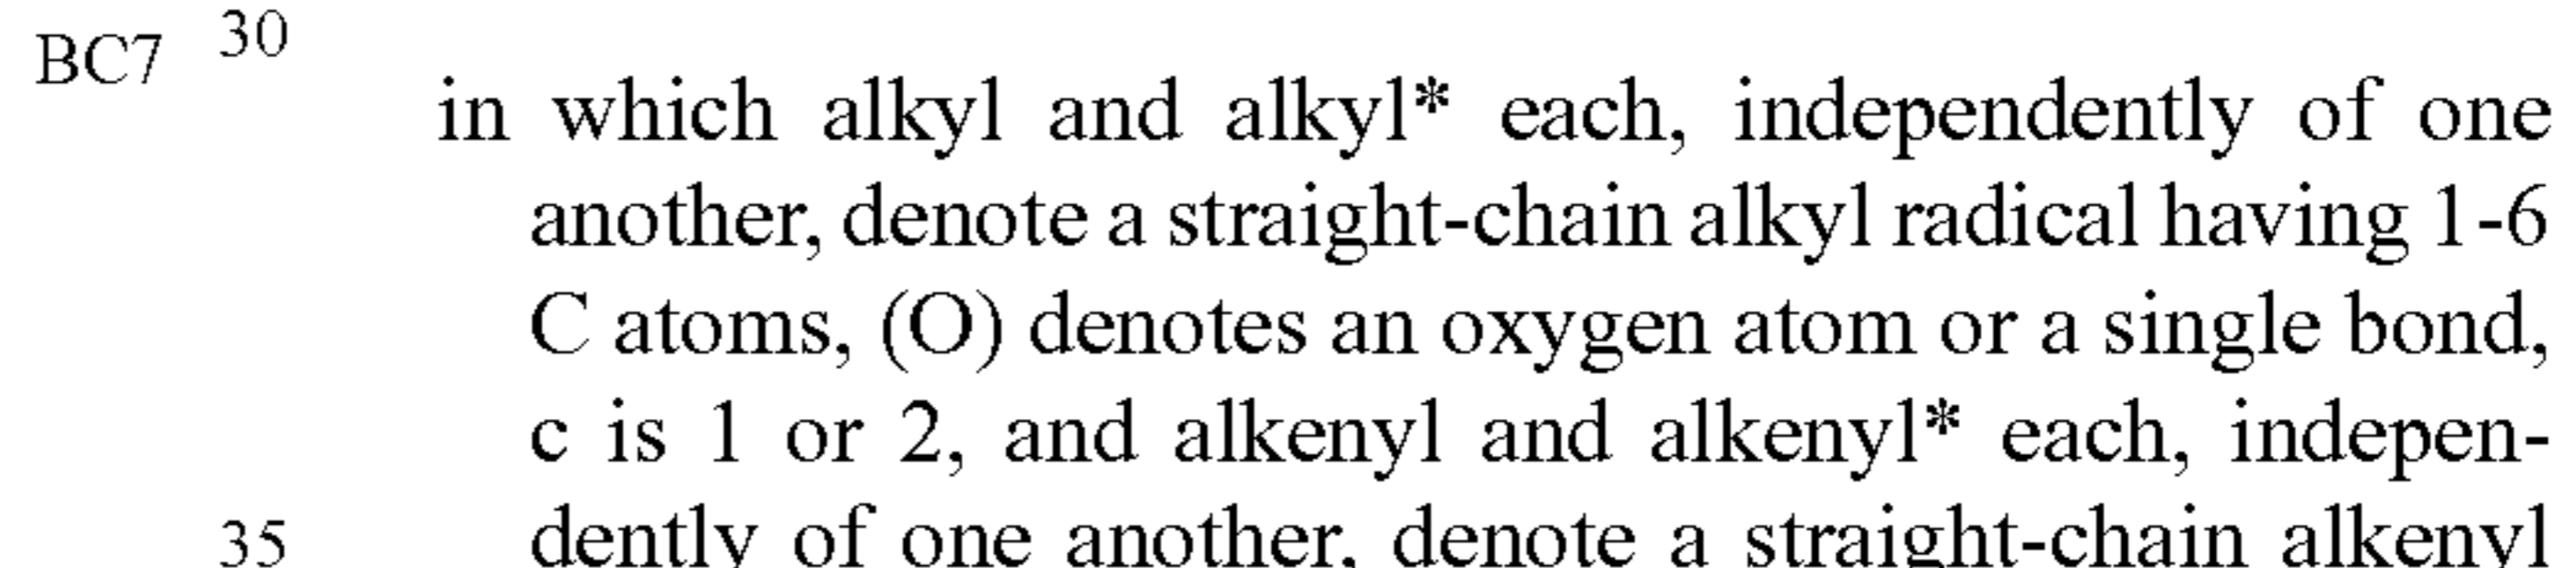 BC7 30
in which alkyl and alkyl* each, independently of one
another, denote a straight-chain alkyl radical having 1-6
C atoms, (O) denotes an oxygen atom or a single bond,
c is 1 or 2, and alkenyl and alkenyl* each, indepen-
35 dently of one another, denote a straight-chain alkenyl